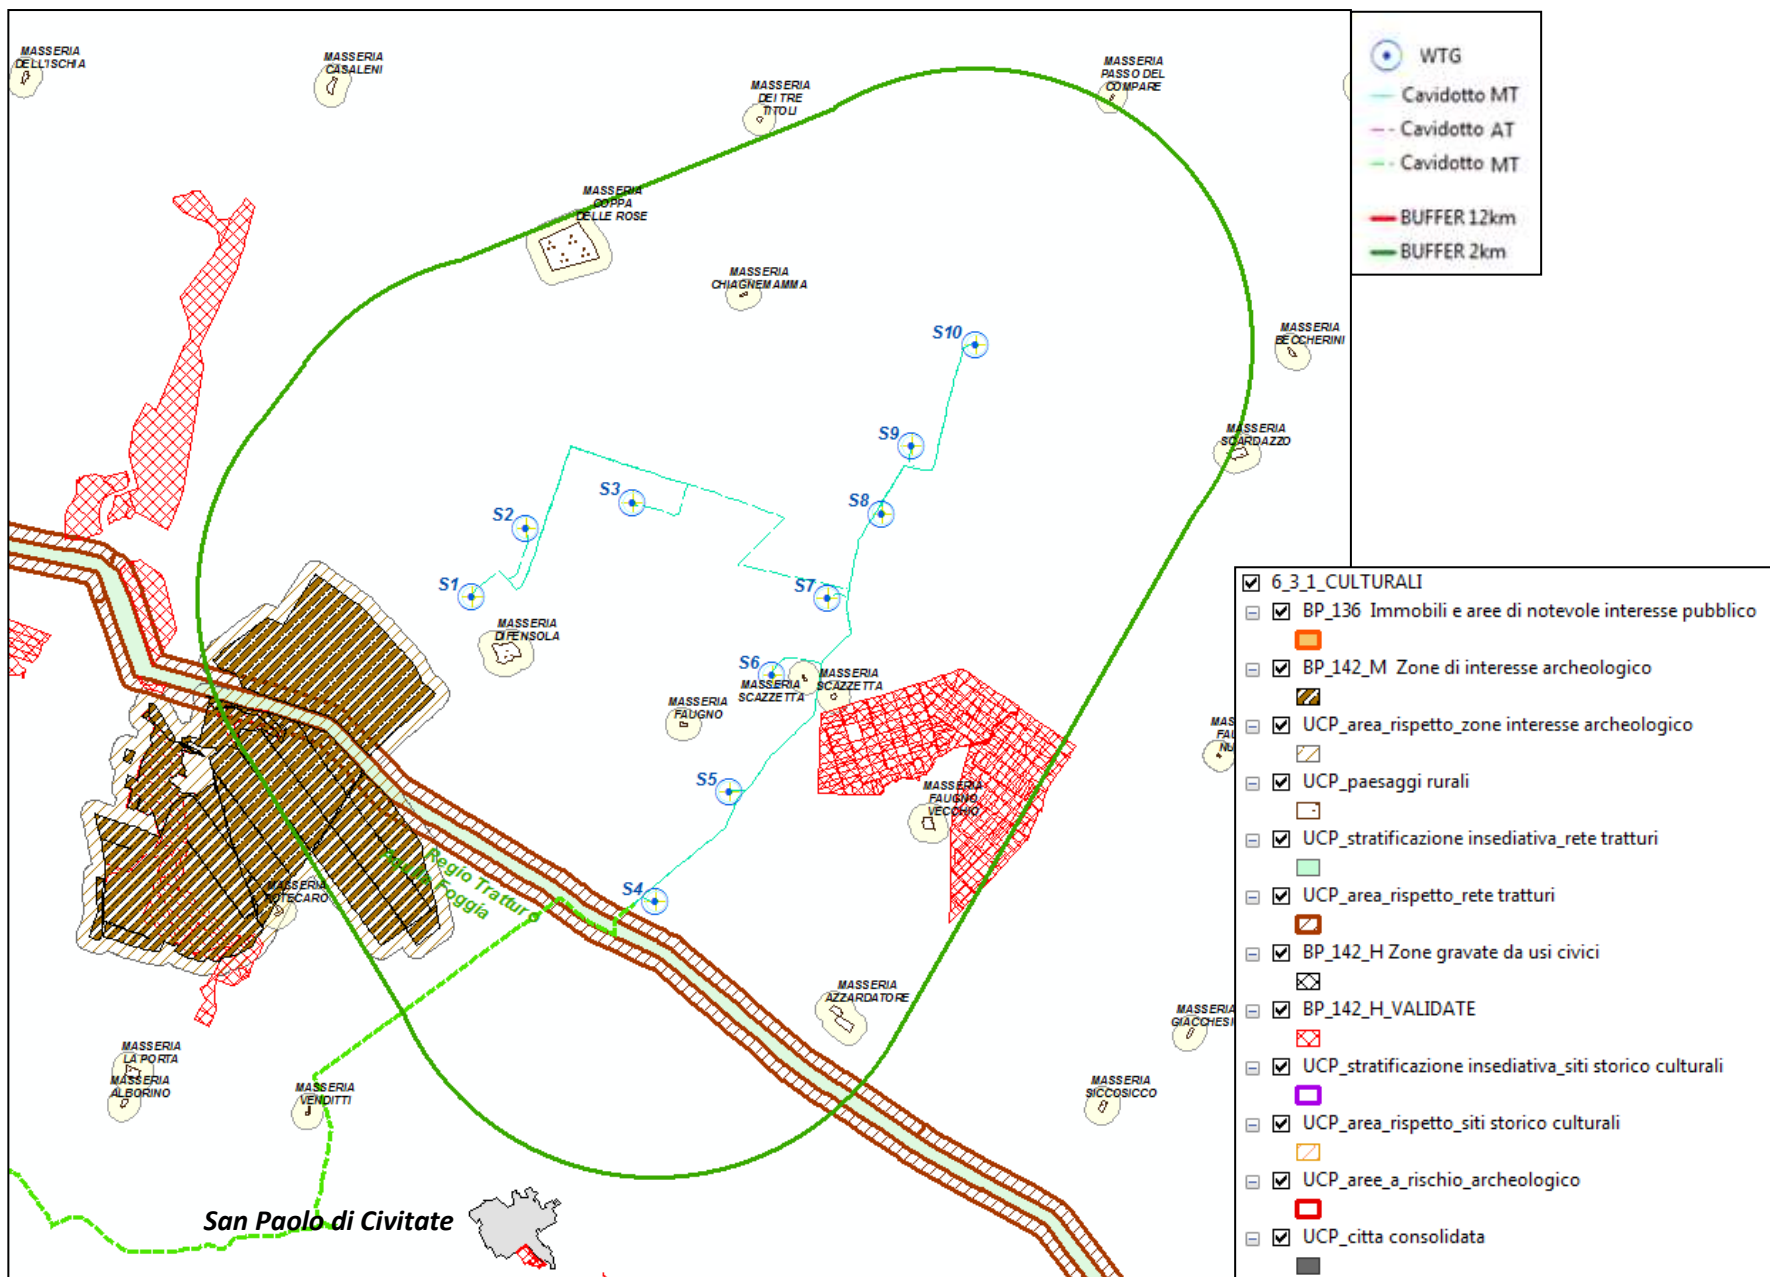 MASSERIA
DELL'ISCHIA
MASSERIA
CASALENI
MASSERIA
DEI TRE
TITOLI
MASSERIA
PASSO DEL
COMPARE
MASSERIA
COPPA
DELLE ROSE
MASSERIA
CHIAGNEMAMMA
MASSERIA
BECCHERINI
MASSERIA
SCARDAZZO
S10
S9
S8
S3
S2
S1
S7
MASSERIA
DIFENSOLA
S6
MASSERIA
SCAZZETTA
MASSERIA
SCAZZETTA
MASSERIA
FAUGNO
MAS
FAU
NU
S5
MASSERIA
FAUGNO
VECCHIO
Regio Tratturo
Foggia
MASSERIA
S4
MASSERIA
AZZARDATORE
MASSERIA
GIACCHESI
MASSERIA
LA PORTA
MASSERIA
ALBORINO
MASSERIA
VENDITTI
MASSERIA
SICCOSICCO
San Paolo di Civitate
WTG
Cavidotto MT
Cavidotto AT
Cavidotto MT
BUFFER 12km
BUFFER 2km
6_3_1_CULTURALI
BP_136 Immobili e aree di notevole interesse pubblico
BP_142_M Zone di interesse archeologico
UCP_area_rispetto_zone interesse archeologico
UCP_paesaggi rurali
UCP_stratificazione insediativa_rete tratturi
UCP_area_rispetto_rete tratturi
BP_142_H Zone gravate da usi civici
BP_142_H_VALIDATE
UCP_stratificazione insediativa_siti storico culturali
UCP_area_rispetto_siti storico culturali
UCP_aree_a_rischio_archeologico
UCP_citta consolidata